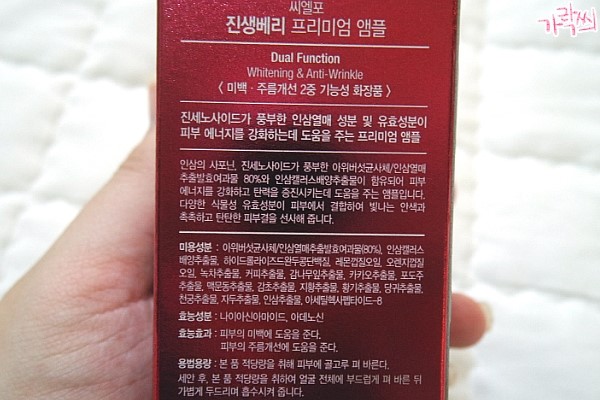 가락씨
씨엘포
진생베리 프리미엄 앰플
Dual Function
Whitening & Anti-Wrinkle
〈 미백 · 주름개선 2중 기능성 화장품 〉
진세노사이드가 풍부한 인삼열매 성분 및 유효성분이
피부 에너지를 강화하는데 도움을 주는 프리미엄 앰플
인삼의 사포닌, 진세노사이드가 풍부한 아위버섯균사체/인삼열매
추출발효여과물 80%와 인삼캘러스배양추출물이 함유되어 피부
에너지를 강화하고 탄력을 증진시키는데 도움을 주는 앰플입니다.
다양한 식물성 유효성분이 피부에서 결합하여 빛나는 안색과
촉촉하고 탄탄한 피부결을 선사해 줍니다.
미용성분 : 아위버섯균사체/인삼열매추출발효여과물(80%), 인삼캘러스
배양추출물, 하이드롤라이즈드완두콩단백질, 레몬껍질오일, 오렌지껍질
오일, 녹차추출물, 커피추출물, 감나무잎추출물, 카카오추출물, 포도주
추출물, 맥문동추출물, 감초추출물, 지황추출물, 황기추출물, 당귀추출물,
천궁추출물, 자두추출물, 인삼추출물, 아세틸헥사펩타이드-8
효능성분 : 나이아신아마이드, 아데노신
효능효과 : 피부의 미백에 도움을 준다.
피부의 주름개선에 도움을 준다.
용법용량 : 본 품 적당량을 취해 피부에 골고루 펴 바른다.
세안 후, 본 품 적당량을 취하여 얼굴 전체에 부드럽게 펴 바른 뒤
가볍게 두드리며 흡수시켜 줍니다.